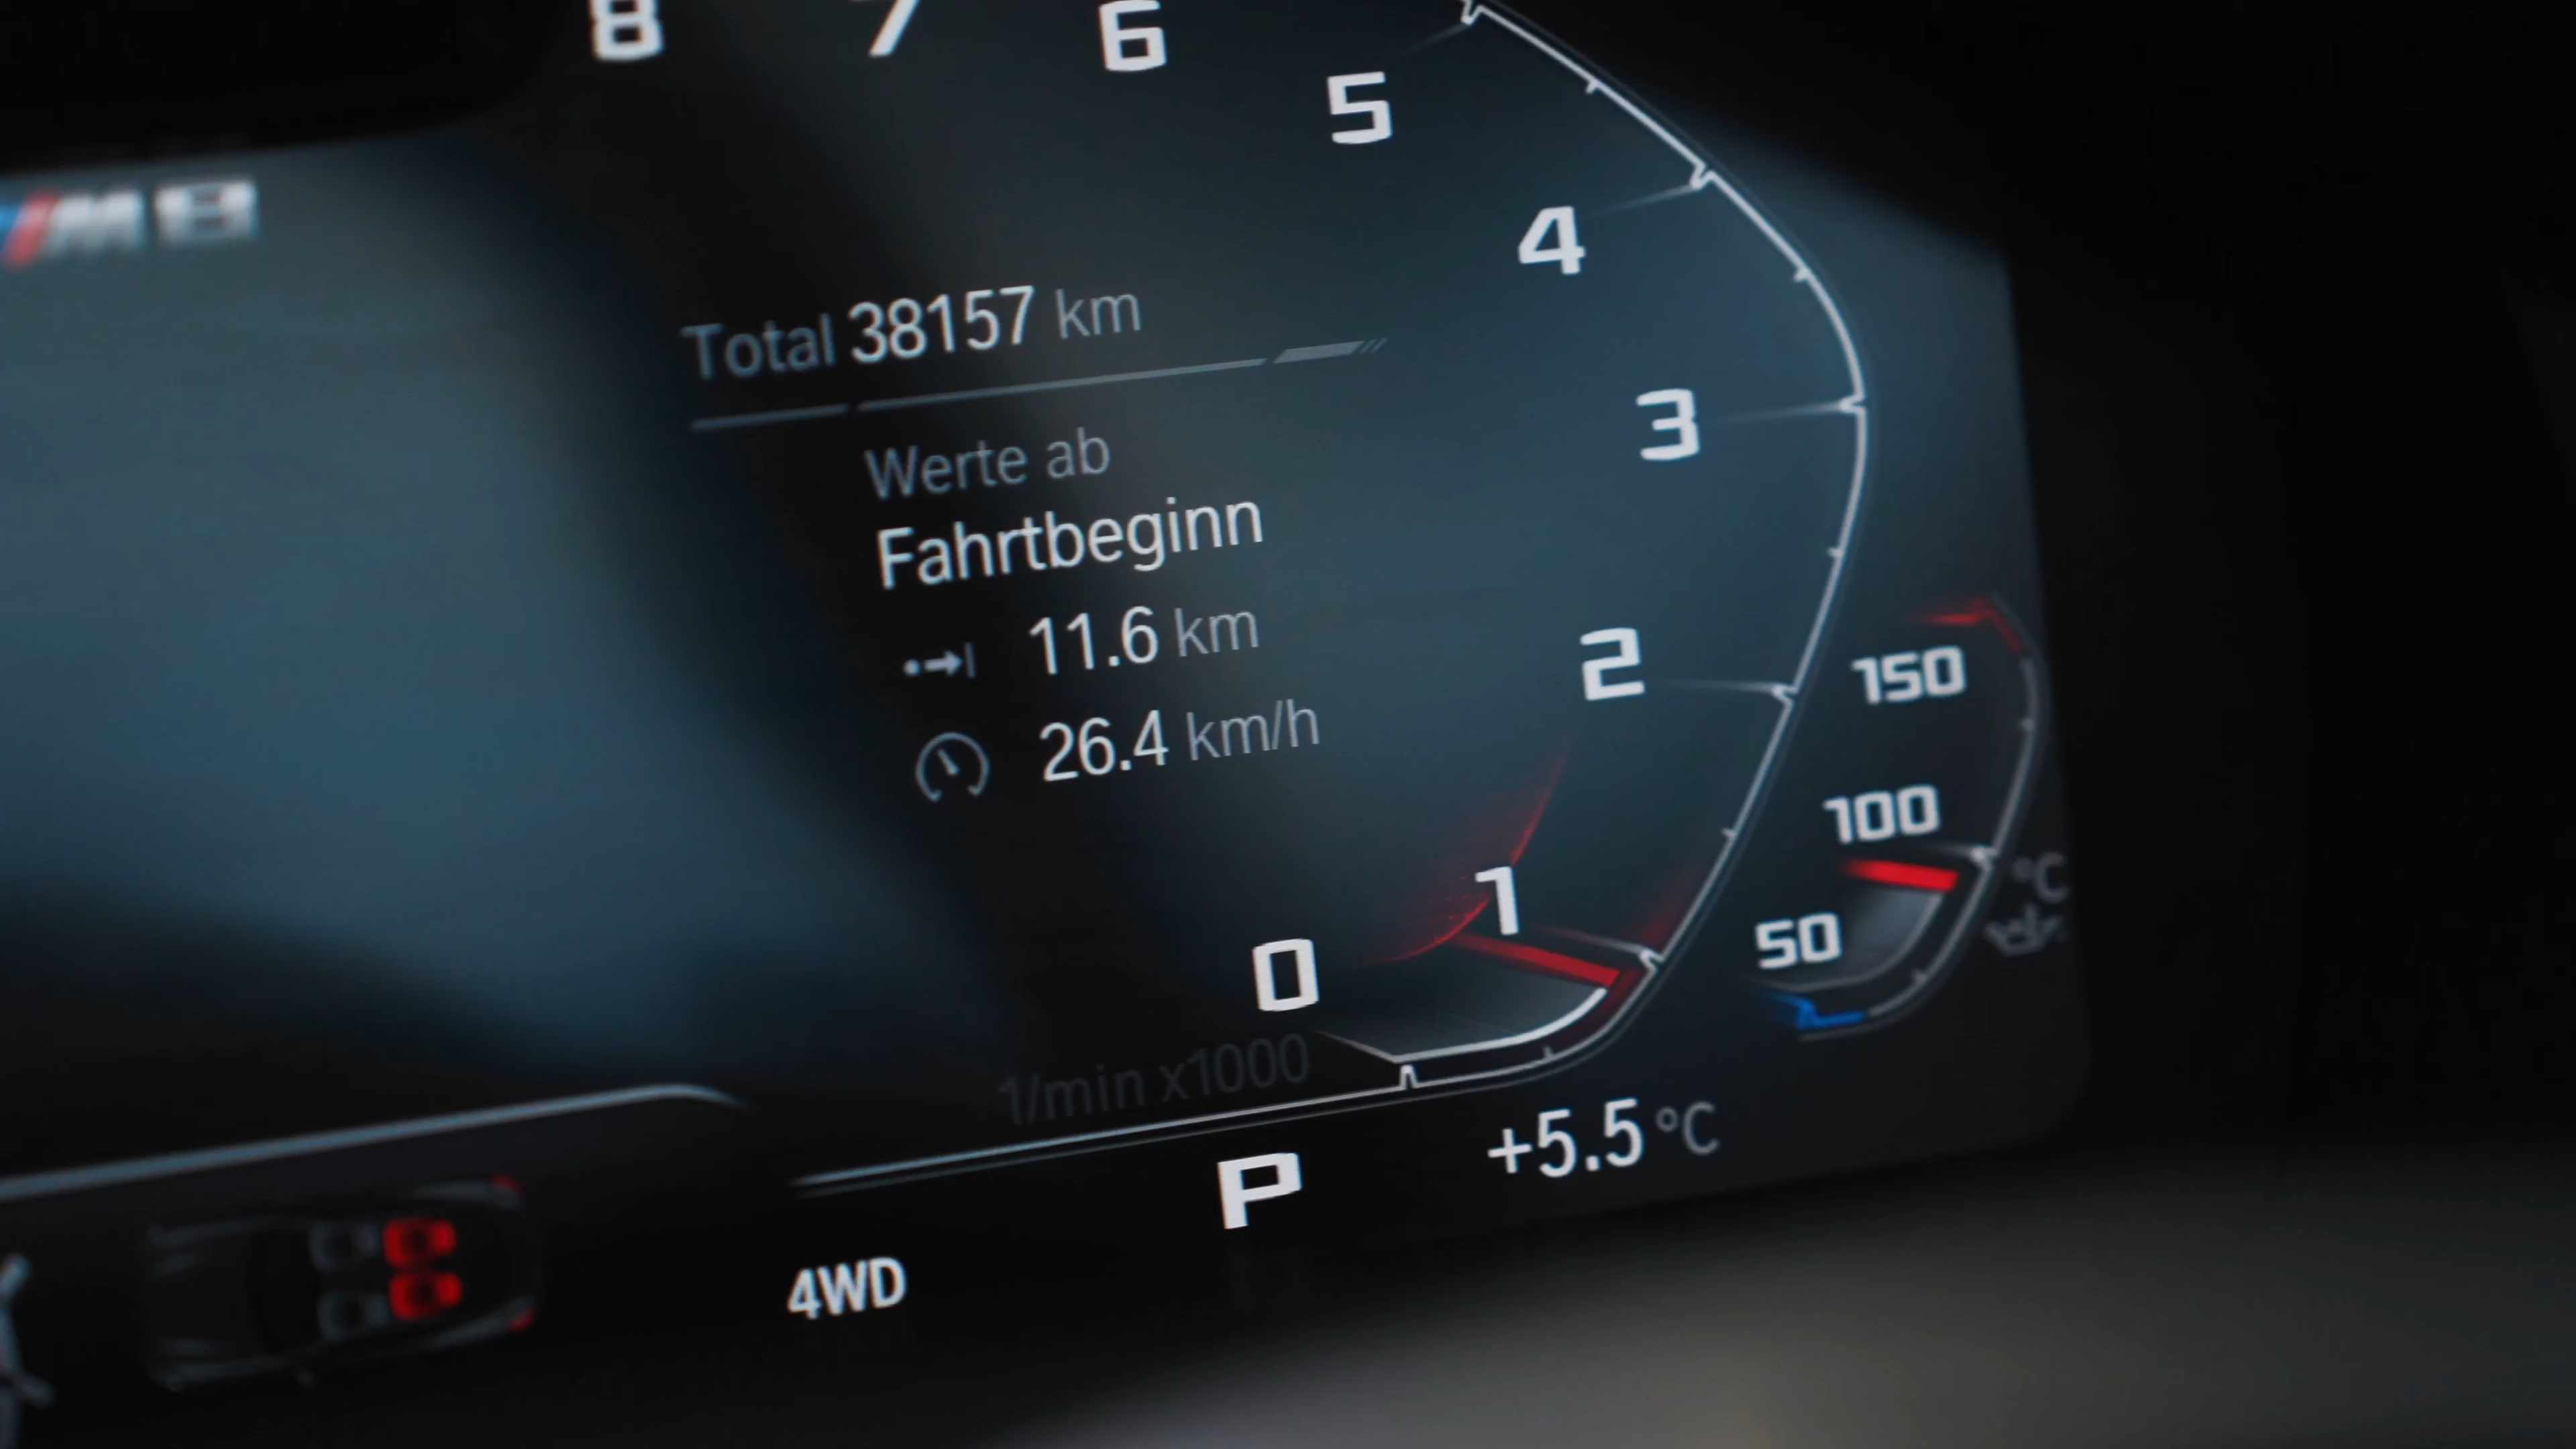 8
7
6
5
M8
4
Total 38157 km
3
Werte ab
Fahrtbeginn
11.6 km
2
150
26.4 km/h
100
1
°C
50
0
1/min x1000
+5.5 °C
P
4WD